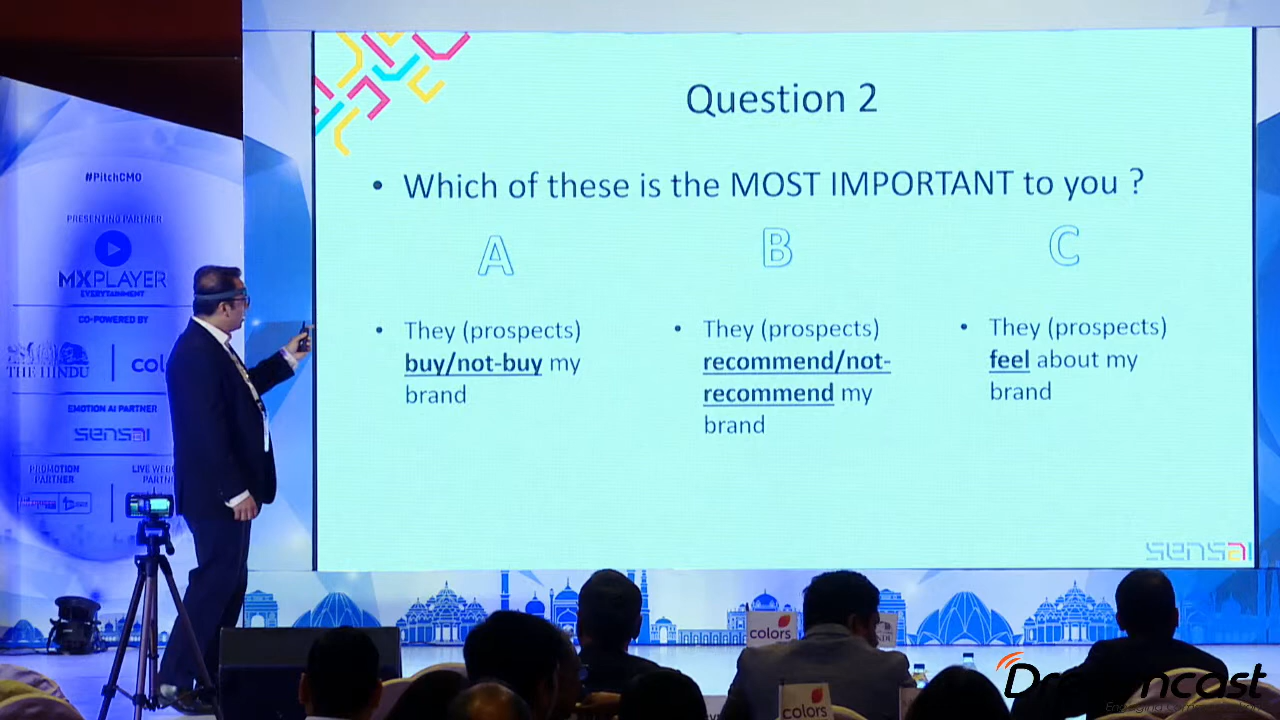 #PitchCMO
PRESENTING PARTNER
MXPLAYER
EVERYTAINMENT
CO-POWERED BY
THE HINDU
EMOTION AI PARTNER
sensai
PROMOTION
PARTNER
Question 2
• Which of these is the MOST IMPORTANT to you ?
A
B
C
• They (prospects)
buy/not-buy my
brand
• They (prospects)
recommend/not-
recommend my
brand
• They (prospects)
feel about my
brand
sensai
colors
colors
Dreamcast